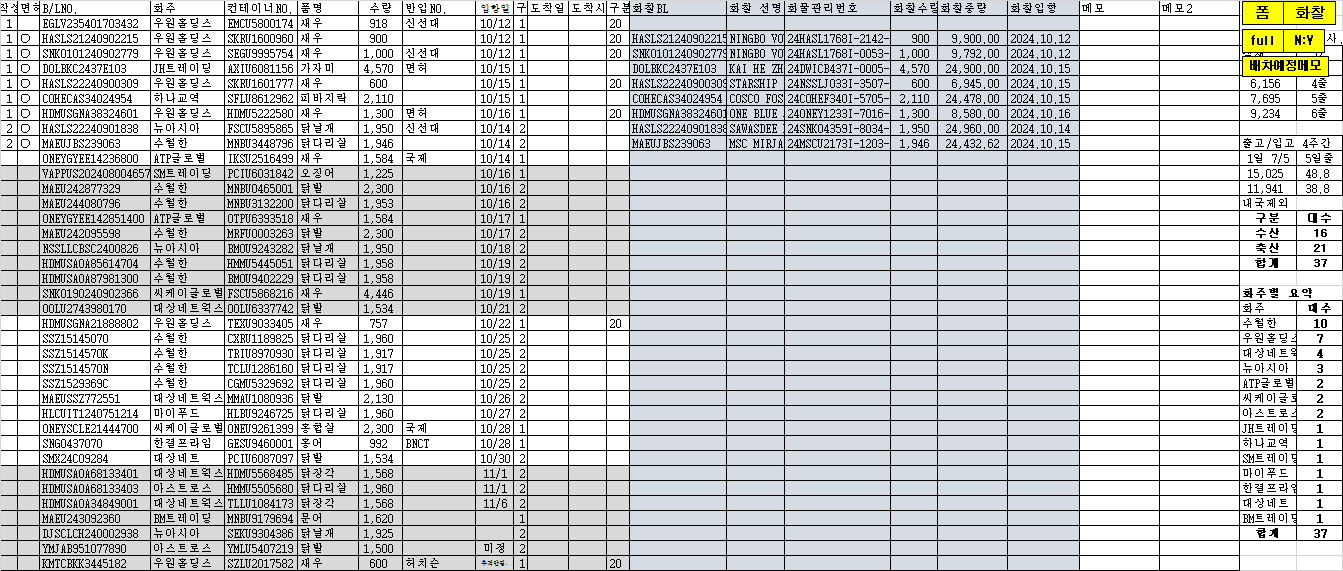 작성 면허 B/LNO. 화주 컨테이너NO. 품명 수량 반입NO. 입항일 구 도착일 도착시 구분 화찰BL 화찰 선명 화물관리번호 화찰수량 화찰중량 화찰입항 메모 메모2 폼 화찰
1 EGLV235401703432 우원홀딩스 EMCU5800174 새우 918 신선대 10/12 1 20
1 ○ HASLS21240902215 우원홀딩스 SKRU1600960 새우 900 10/12 1 20 HASLS21240902215 NINGBO VO 24HASL1768I-2142- 900 9,900.00 2024.10.12 full N:Y 사,
1 ○ SNKO101240902779 우원홀딩스 SEGU9995754 새우 1,000 신선대 10/12 1 20 SNKO101240902779 NINGBO VO 24HASL1768I-0053- 1,000 9,792.00 2024.10.12
1 ○ DOLBKC2437E103 JH트레이딩 AXIU6081156 가자미 4,570 면허 10/15 1 DOLBKC2437E103 KAI HE ZH 24DWICB437I-0005- 4,570 24,900.00 2024.10.15 배차예정메모
1 ○ HASLS22240900309 우원홀딩스 SKRU1601777 새우 600 10/15 1 20 HASLS22240900309 STARSHIP 24NSSLJ033I-3507- 600 6,945.00 2024.10.15 6,156 4줄
1 ○ COHECAS34024954 하나교역 SFLU8612962 피바지락 2,110 10/15 1 COHECAS34024954 COSCO FOS 24COHEF340I-5705- 2,110 24,478.00 2024.10.15 7,695 5줄
1 ○ HDMUSGNA38324601 우원홀딩스 HDMU5222580 새우 1,300 면허 10/16 1 20 HDMUSGNA38324601 ONE BLUE 24ONEY1233I-7016- 1,300 8,580.00 2024.10.16 9,234 6줄
2 ○ HASLS22240901838 뉴아시아 BSCU5895865 닭날개 1,950 신선대 10/14 2 HASLS22240901838 SAWASDEE 24SNKO4359I-8034- 1,950 24,960.00 2024.10.14
2 ○ MAEUJBS239063 수월한 MNBU3448796 닭다리살 1,946 10/14 2 MAEUJBS239063 MSC MIRJA 24MSCU2173I-1203- 1,946 24,432.62 2024.10.15 출고/입고 4주간
ONEYGYEE14236800 ATP글로벌 IKSU2516499 새우 1,584 국제 10/14 1 1일 7/5 5일줄
VAPPUS202408004657 SM트레이딩 PCIU6031842 오징어 1,225 10/16 1 15,025 48.8
MAEU242877329 수월한 MNBU0465001 닭발 2,300 10/16 2 11,941 38.8
MAEU244080796 수월한 MNBU3132200 닭다리살 1,953 10/16 2 내국제외
ONEYGYEE142851400 ATP글로벌 OTPU6393518 새우 1,584 10/17 1 구분 대수
MAEU242095598 수월한 MRFU0003263 닭발 2,300 10/17 2 수산 16
NSSLLCBSC2400826 뉴아시아 BMOU9243282 닭날개 1,950 10/18 2 축산 21
HDMUSAOA85614704 수월한 HMMU5445051 닭다리살 1,958 10/19 2 합계 37
HDMUSAOA87981300 수월한 BMOU9402229 닭다리살 1,958 10/19 2
SNKO190240902366 씨케이글로벌 FSCU5868216 새우 4,446 10/19 1 화주별 요약
OOLU2743980170 대상네트웍스 OOLU6337742 닭발 1,534 10/21 2 화주 대수
HDMUSGNA21888802 우원홀딩스 TEXU9033405 새우 757 10/22 1 20 수월한 10
SSZ15145070 수월한 CXRU1189825 닭다리살 1,960 10/25 2 우원홀딩스 7
SSZ1514570K 수월한 TRIU8970930 닭다리살 1,917 10/25 2 대상네트웍 4
SSZ1514570N 수월한 TCLU1286160 닭다리살 1,917 10/25 2 뉴아시아 3
SSZ1529369C 수월한 CGMU5329692 닭다리살 1,960 10/25 2 ATP글로벌 2
MAEUSSZ772551 대상네트웍스 MMAU1080936 닭발 2,130 10/26 2 씨케이글로 2
HLCUIT1240751214 마이푸드 HLBU9246725 닭다리살 1,960 10/27 2 아스트로스 2
ONEYSCLE21444700 씨케이글로벌 ONEU9261399 홍합살 2,300 국제 10/28 1 JH트레이딩 1
SNG0437070 한결프라임 GESU9460001 홍어 992 BNCT 10/28 1 하나교역 1
SMX24C09284 대상네트 PCIU6087097 닭발 1,534 10/30 2 SM트레이딩 1
HDMUSAOA68133401 대상네트웍스 HDMU5568485 닭장각 1,568 11/1 2 마이푸드 1
HDMUSAOA68133403 아스트로스 HMMU5505680 닭다리살 1,960 11/1 2 한결프라임 1
HDMUSAOA34849001 대상네트웍스 TLLU1084173 닭장각 1,568 11/6 2 대상네트 1
MAEU243092360 BM트레이딩 MNBU9179694 문어 1,620 1 BM트레이딩 1
DJSCLCH240002938 뉴아시아 SEKU9304386 닭날개 1,925 2 합계 37
YMJAB951077890 아스트로스 YMLU5407219 닭발 1,500 미정 2
KMTCBKK3445182 우원홀딩스 SZLU2017582 새우 600 허치슨 1 20